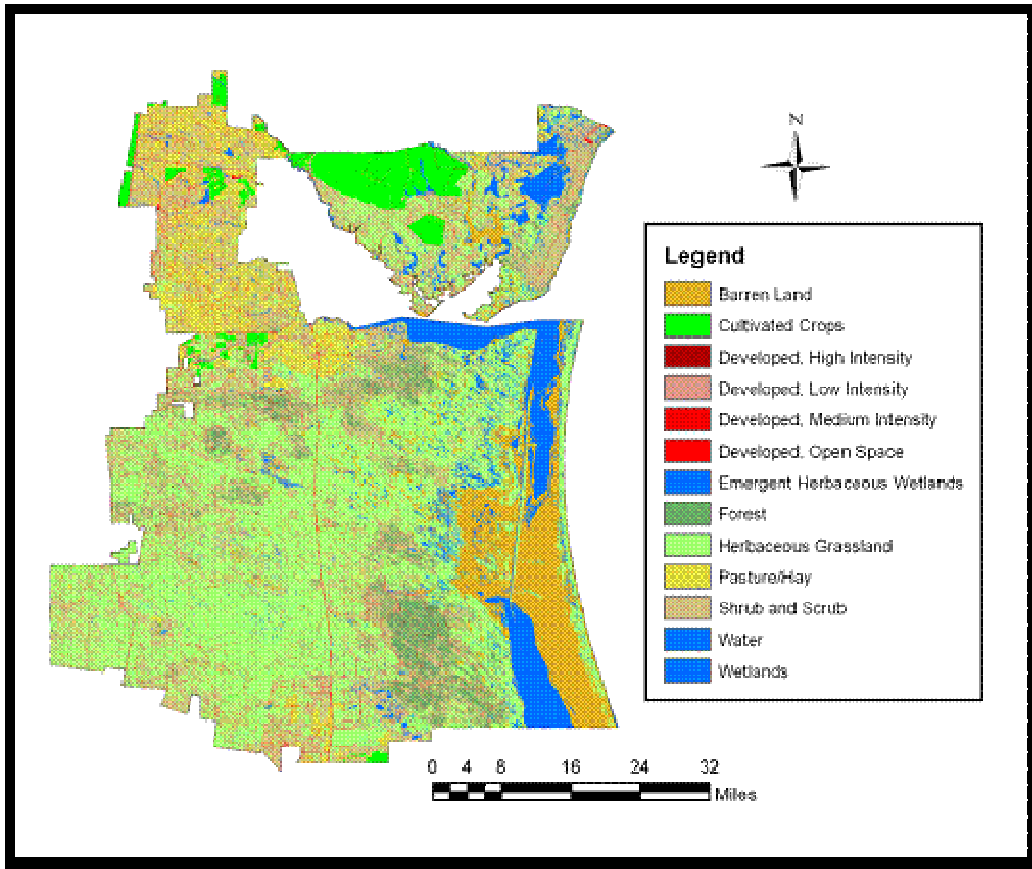 N
Legend
Barren Land
Cultivated Crops
Developed, High Intensity
Developed, Low Intensity
Developed, Medium Intensity
Developed, Open Space
Emergent Herbaceous Wetlands
Forest
Herbaceous Grassland
Pasture/Hay
Shrub and Scrub
Water
Wetlands
0 4 8 16 24 32
Miles